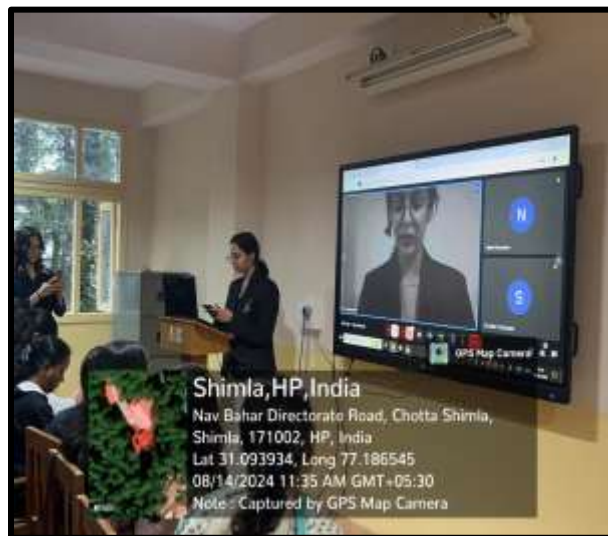 N
S
GPS Map Camera
Shimla,HP,India
Nav Bahar Directorate Road, Chotta Shimla,
Shimla, 171002, HP, India
Lat 31.093934, Long 77.186545
08/14/2024 11:35 AM GMT+05:30
Note : Captured by GPS Map Camera